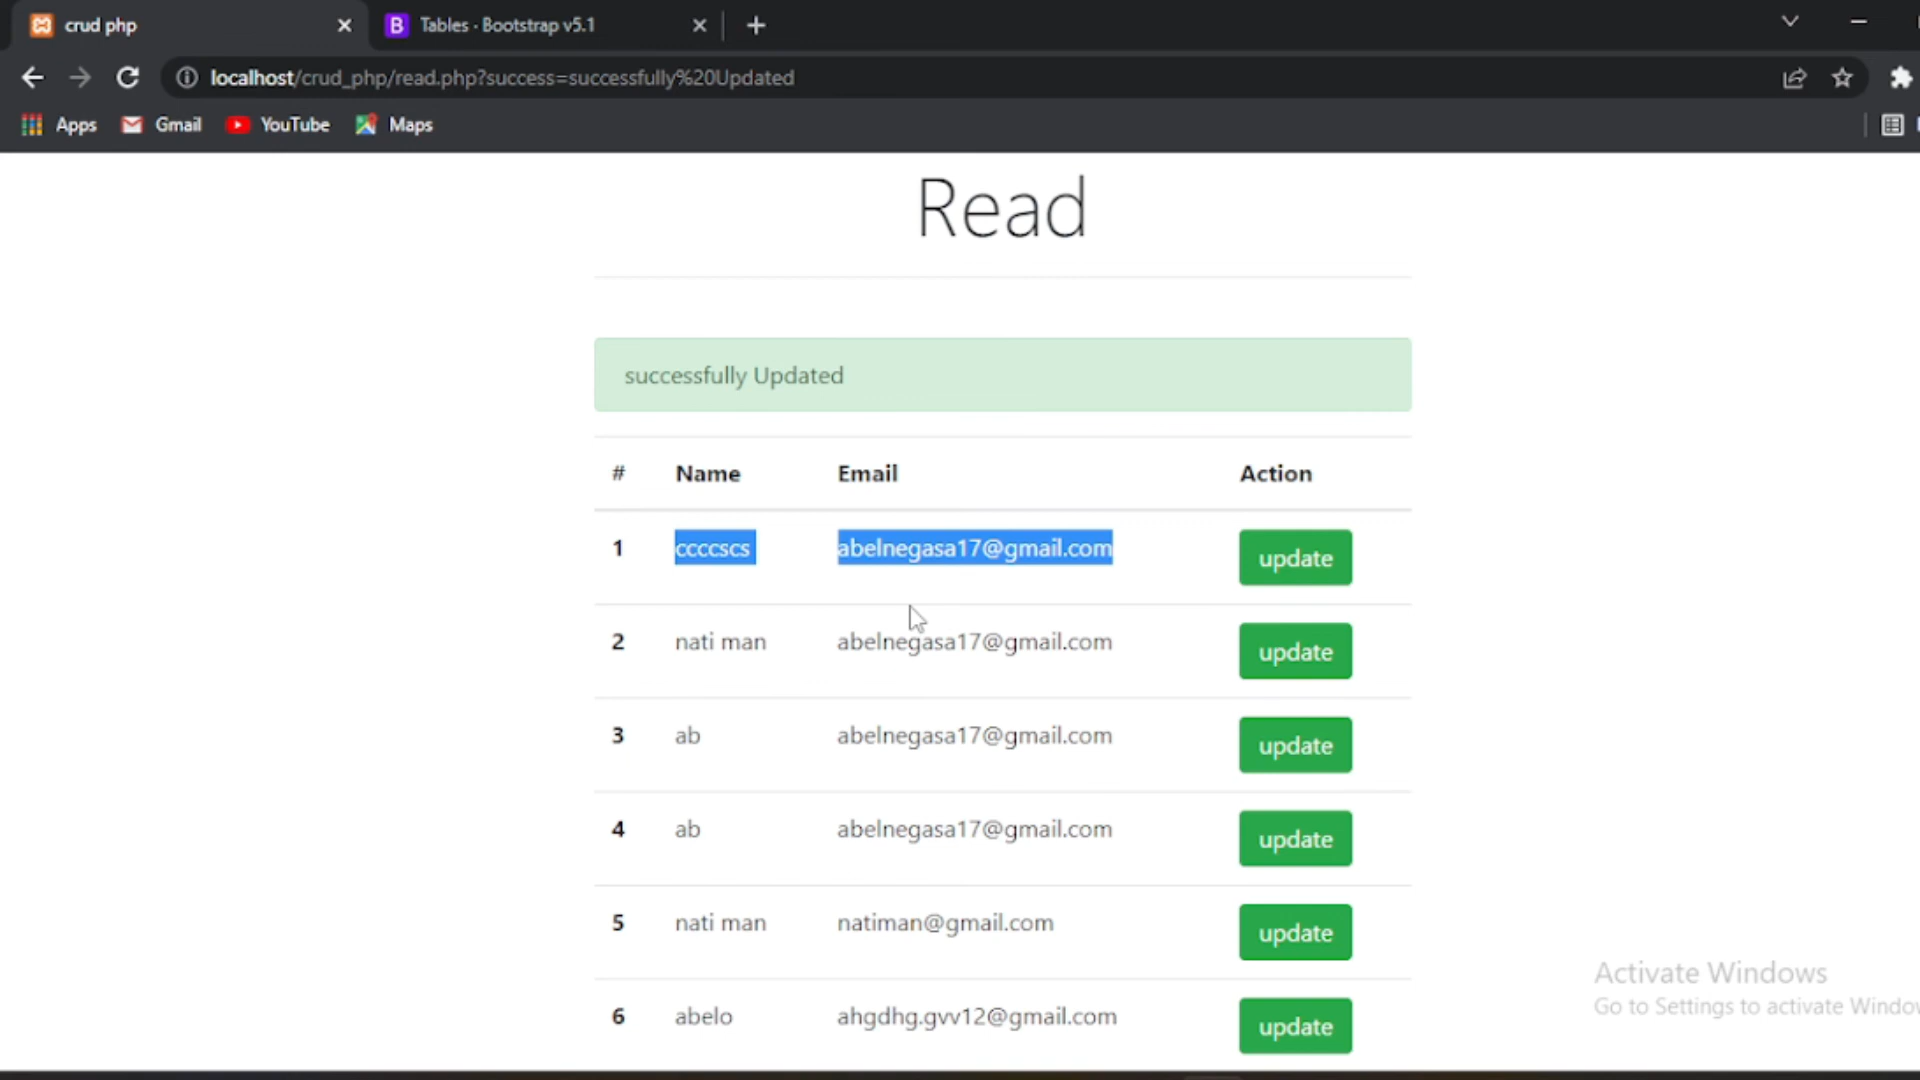 crud php
Tables · Bootstrap v5.1
localhost/crud_php/read.php?success=successfully%20Updated
Apps Gmail YouTube Maps
Read
successfully Updated
# Name Email Action
1 ccccscs abelnegasa17@gmail.com update
2 nati man abelnegasa17@gmail.com update
3 ab abelnegasa17@gmail.com update
4 ab abelnegasa17@gmail.com update
5 nati man natiman@gmail.com update
6 abelo ahgdhg.gvv12@gmail.com update
Activate Windows
Go to Settings to activate Window